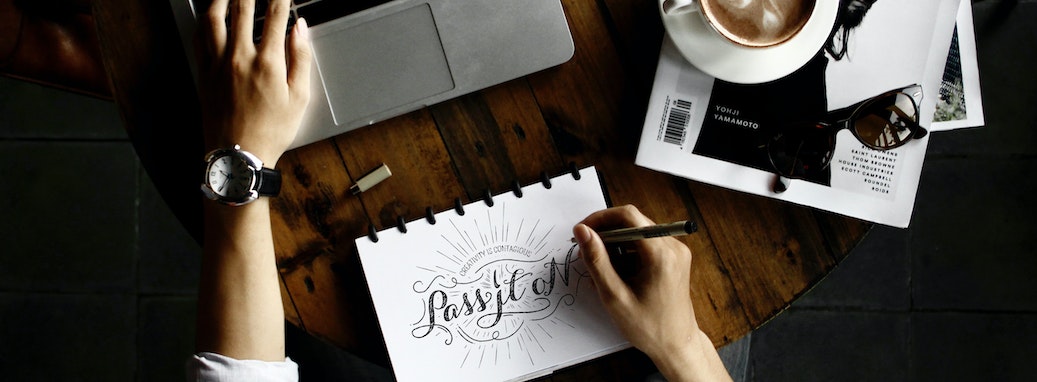 CREATIVITY IS CONTAGIOUS
Pass it oN
YOHJI
YAMAMOTO
SAINT LAURENT
THOM BROWNE
HOUSE INDUSTRIES
SCOTT CAMPBELL
ROUNDEL